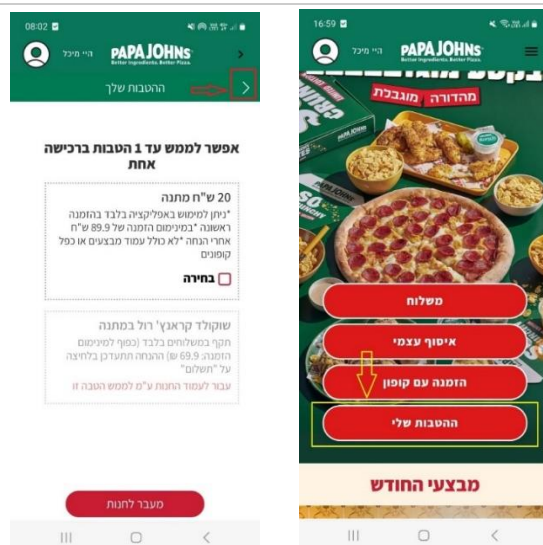 08:02
היי מיכל
PAPA JOHNS
Better Ingredients. Better Pizza.
ההטבות שלך
אפשר לממש עד 1 הטבות ברכישה
אחת
20 ש"ח מתנה
*ניתן למימוש באפליקציה בלבד בהזמנה
ראשונה *במינימום הזמנה של 89.9 ש"ח
אחרי הנחה *לא כולל עמוד מבצעים או כפל
קופונים
בחירה
שוקולד קראנץ' רול במתנה
תקף במשלוחים בלבד (כפוף למינימום
הזמנה: 69.9 ₪) ההנחה תתעדכן בלחיצה
על "תשלום"
עבור לעמוד החנות ע"מ לממש הטבה זו
מעבר לחנות
16:59
היי מיכל
PAPA JOHNS
Better Ingredients. Better Pizza.
מהדורה מוגבלת
משלוח
איסוף עצמי
הזמנה עם קופון
ההטבות שלי
מבצעי החודש